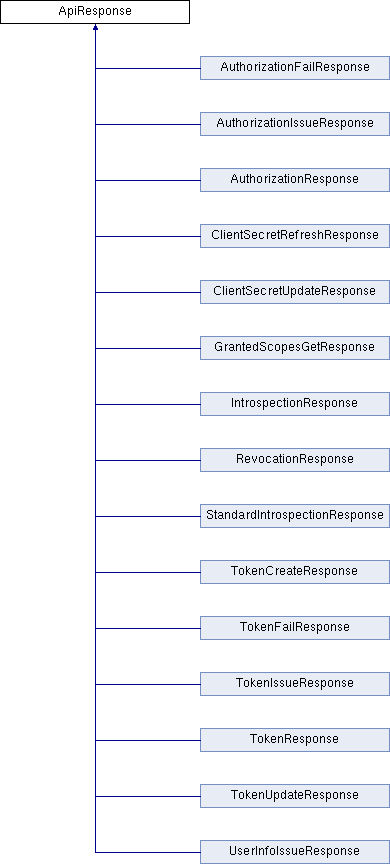 ApiResponse
AuthorizationFailResponse
AuthorizationIssueResponse
AuthorizationResponse
ClientSecretRefreshResponse
ClientSecretUpdateResponse
GrantedScopesGetResponse
IntrospectionResponse
RevocationResponse
StandardIntrospectionResponse
TokenCreateResponse
TokenFailResponse
TokenIssueResponse
TokenResponse
TokenUpdateResponse
UserInfoIssueResponse